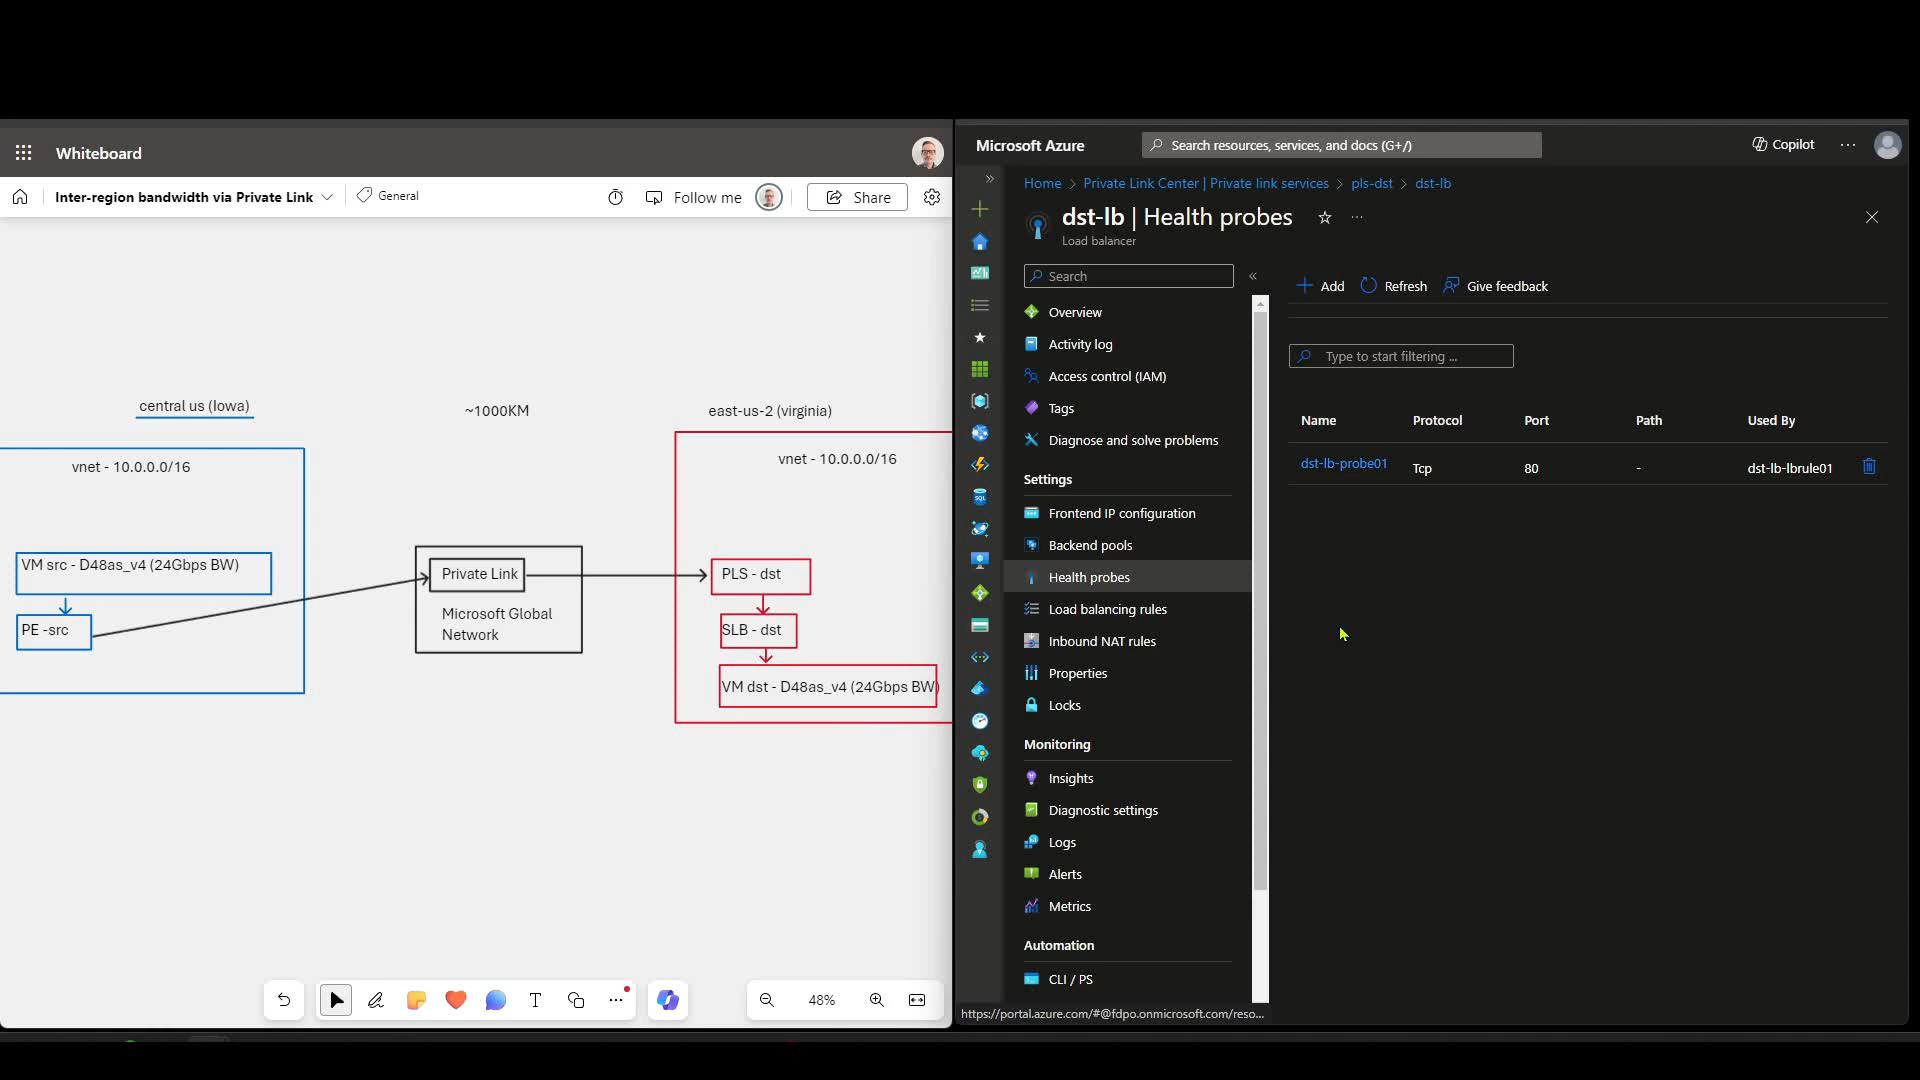 Whiteboard
Inter-region bandwidth via Private Link
General
Follow me
Share
central us (Iowa)
~1000KM
east-us-2 (virginia)
vnet - 10.0.0.0/16
vnet - 10.0.0.0/16
VM src - D48as_v4 (24Gbps BW)
PE -src
Private Link
Microsoft Global
Network
PLS - dst
SLB - dst
VM dst - D48as_v4 (24Gbps BW)
48%
Microsoft Azure
Search resources, services, and docs (G+/)
Copilot
Home > Private Link Center | Private link services > pls-dst > dst-lb
dst-lb | Health probes
Load balancer
Search
Overview
Activity log
Access control (IAM)
Tags
Diagnose and solve problems
Settings
Frontend IP configuration
Backend pools
Health probes
Load balancing rules
Inbound NAT rules
Properties
Locks
Monitoring
Insights
Diagnostic settings
Logs
Alerts
Metrics
Automation
CLI / PS
Add Refresh Give feedback
Type to start filtering ...
Name Protocol Port Path Used By
dst-lb-probe01 Tcp 80 - dst-lb-lbrule01
https://portal.azure.com/#@fdpo.onmicrosoft.com/reso...